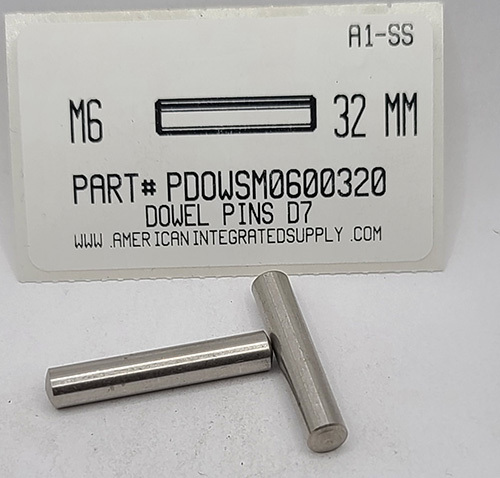 A1-SS
M6 32 MM
PART# PDOWSM0600320
DOWEL PINS D7
WWW.AMERICANINTEGRATEDSUPPLY.COM